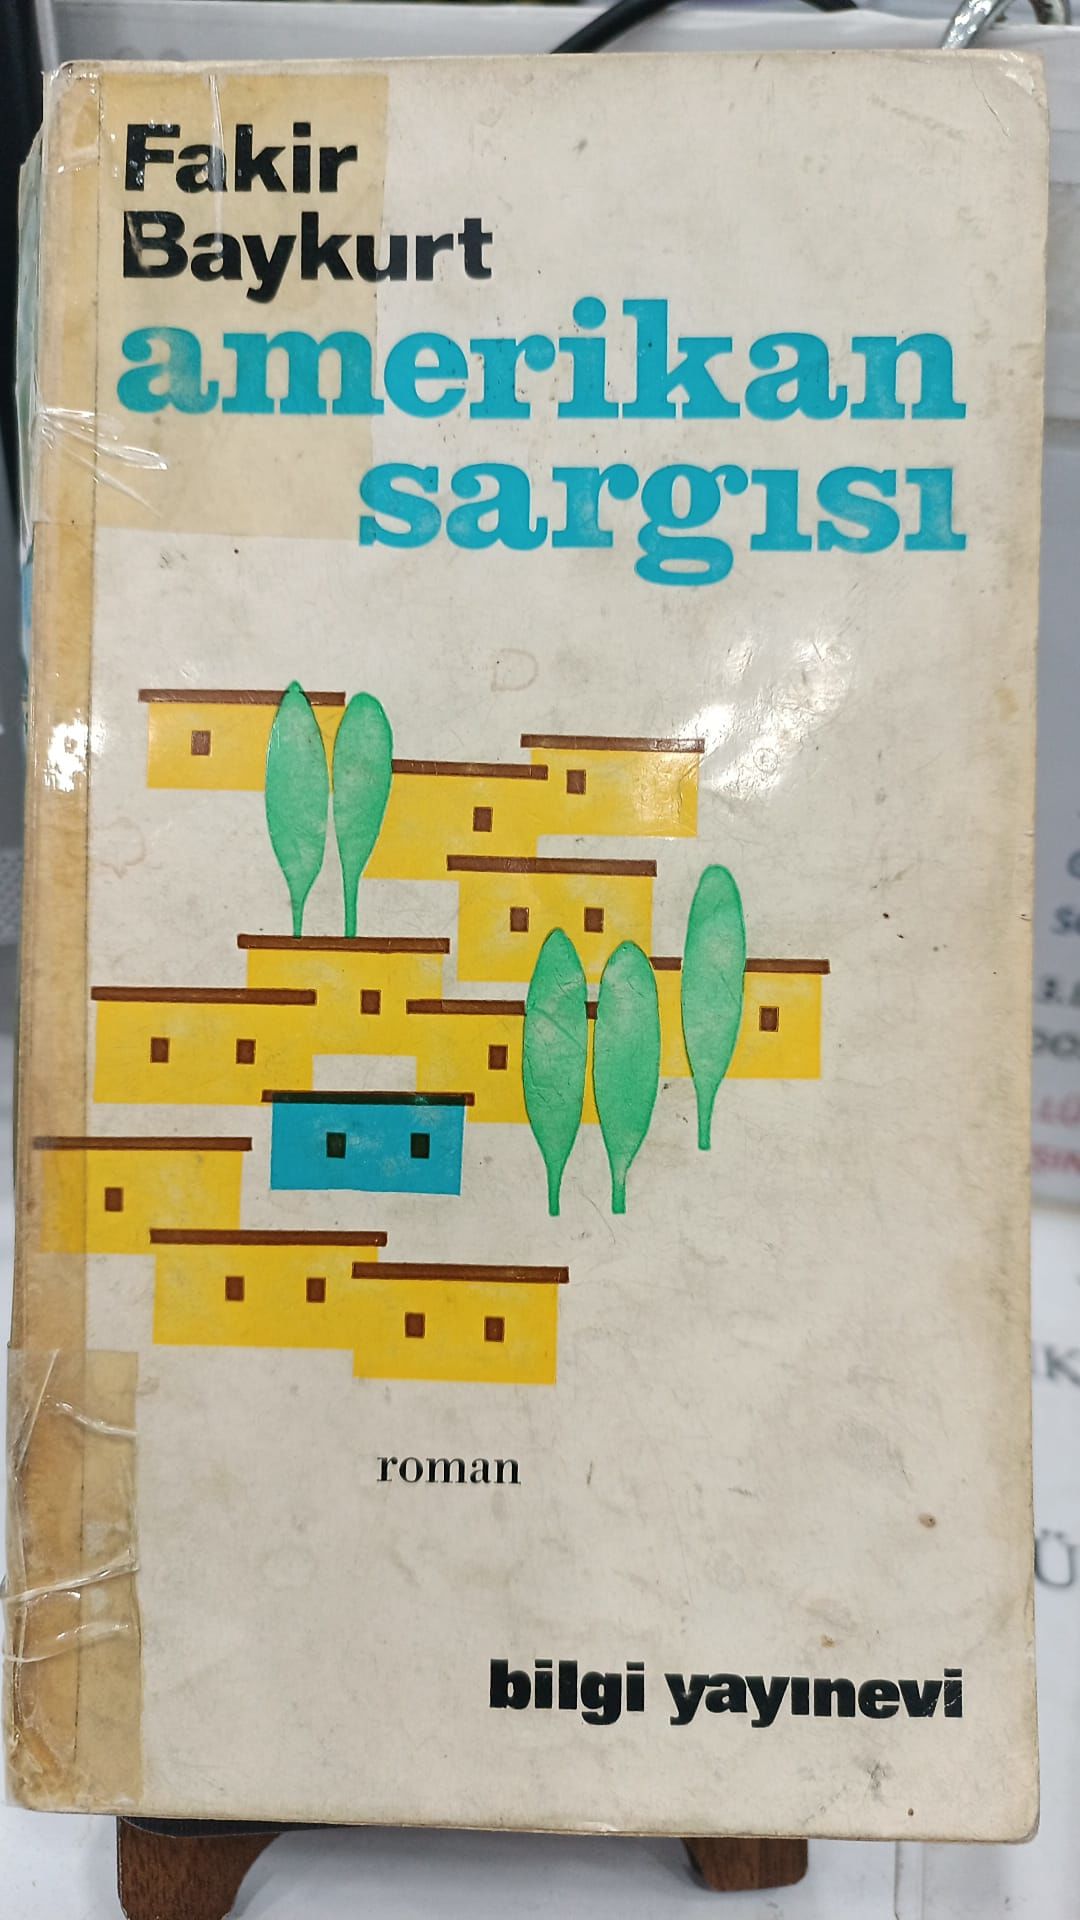 Fakir
Baykurt
amerikan
sargısı
roman
bilgi yayınevi